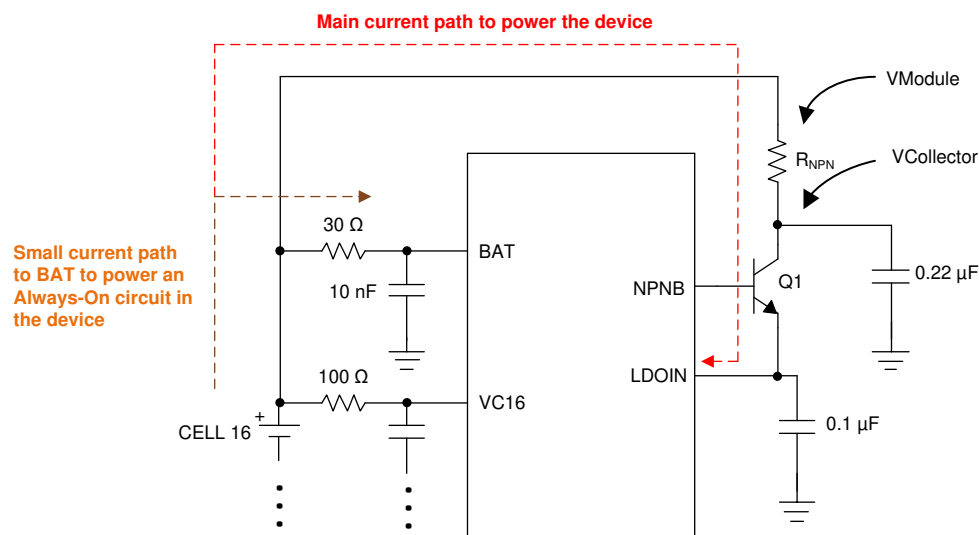 Main current path to power the device
VModule
R_NPN
VCollector
30 Ω
BAT
Small current path
to BAT to power an
Always-On circuit in
the device
10 nF
NPNB
Q1
0.22 µF
LDOIN
100 Ω
VC16
+
CELL 16
0.1 µF